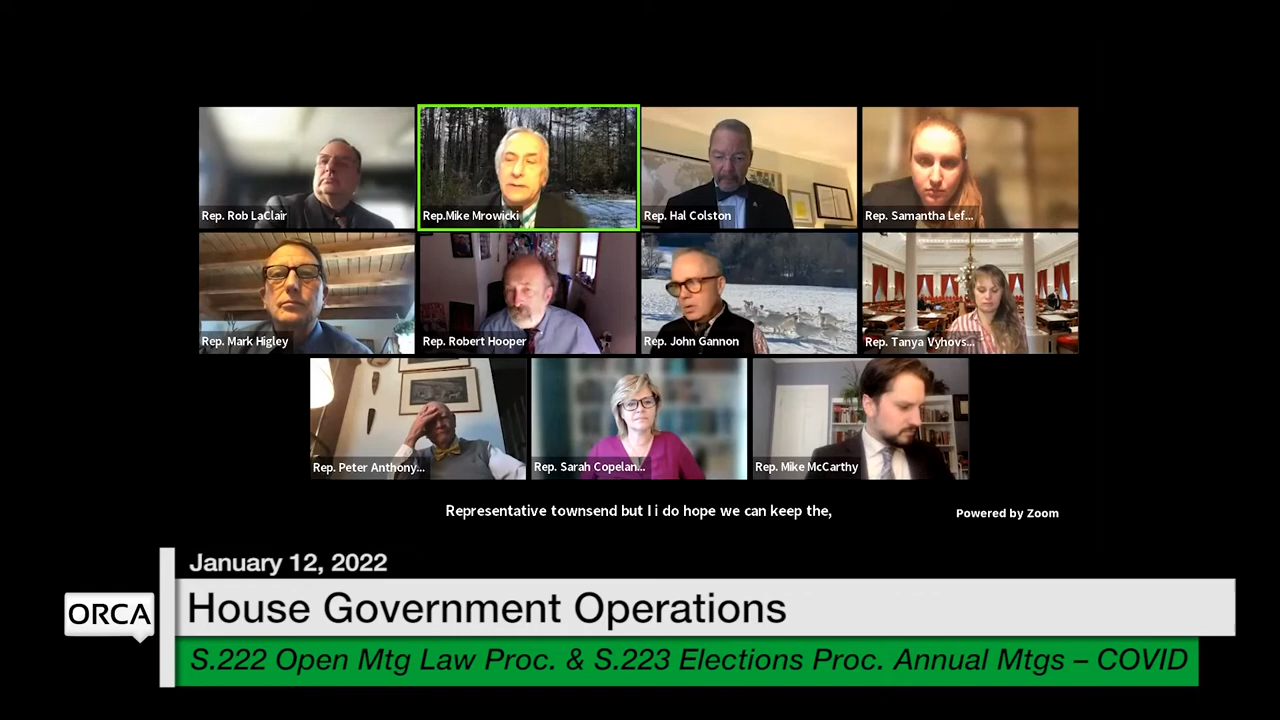 Rep. Rob LaClair
Rep.Mike Mrowicki
Rep. Hal Colston
Rep. Samantha Lef...
Rep. Mark Higley
Rep. Robert Hooper
Rep. John Gannon
Rep. Tanya Vyhovs...
Rep. Peter Anthony...
Rep. Sarah Copelan...
Rep. Mike McCarthy
Representative townsend but I i do hope we can keep the,
Powered by Zoom
January 12, 2022
ORCA
House Government Operations
S.222 Open Mtg Law Proc. & S.223 Elections Proc. Annual Mtgs – COVID